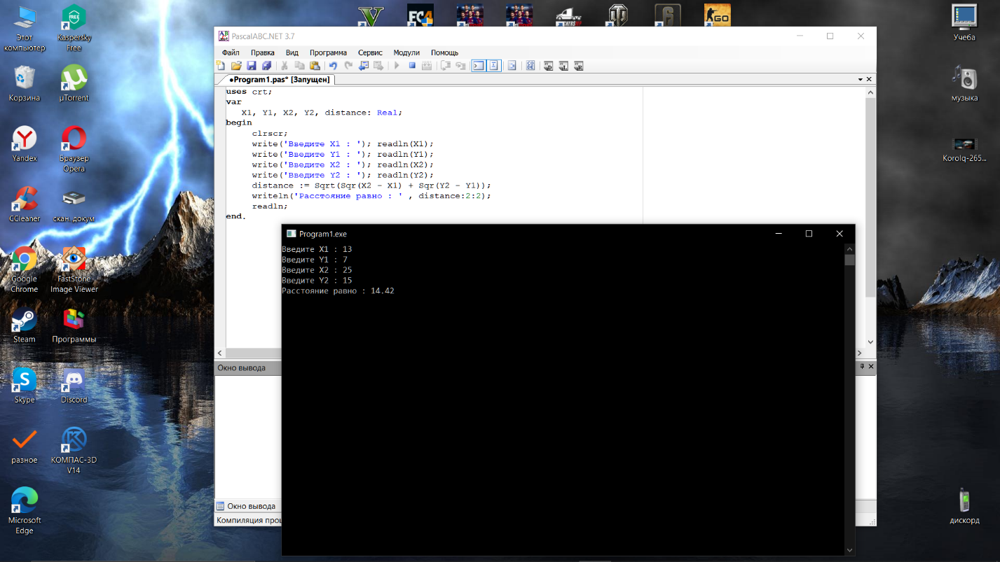 Этот компьютер
Kaspersky Free
Корзина
µTorrent
Yandex
Браузер Opera
CCleaner
скан. докум
Google Chrome
FastStone Image Viewer
Steam
Программы
Skype
Discord
разное
КОМПАС-3D V14
Microsoft Edge
V
FC4
6
GO
PascalABC.NET 3.7
Файл Правка Вид Программа Сервис Модули Помощь
●Program1.pas* [Запущен]
uses crt;
var
X1, Y1, X2, Y2, distance: Real;
begin
clrscr;
write('Введите X1 : '); readln(X1);
write('Введите Y1 : '); readln(Y1);
write('Введите X2 : '); readln(X2);
write('Введите Y2 : '); readln(Y2);
distance := Sqrt(Sqr(X2 - X1) + Sqr(Y2 - Y1));
writeln('Расстояние равно : ' , distance:2:2);
readln;
end.
Program1.exe
Введите X1 : 13
Введите Y1 : 7
Введите X2 : 25
Введите Y2 : 15
Расстояние равно : 14.42
Окно вывода
Окно вывода
Компиляция проц
Учеба
музыка
Korolq-265...
дискорд